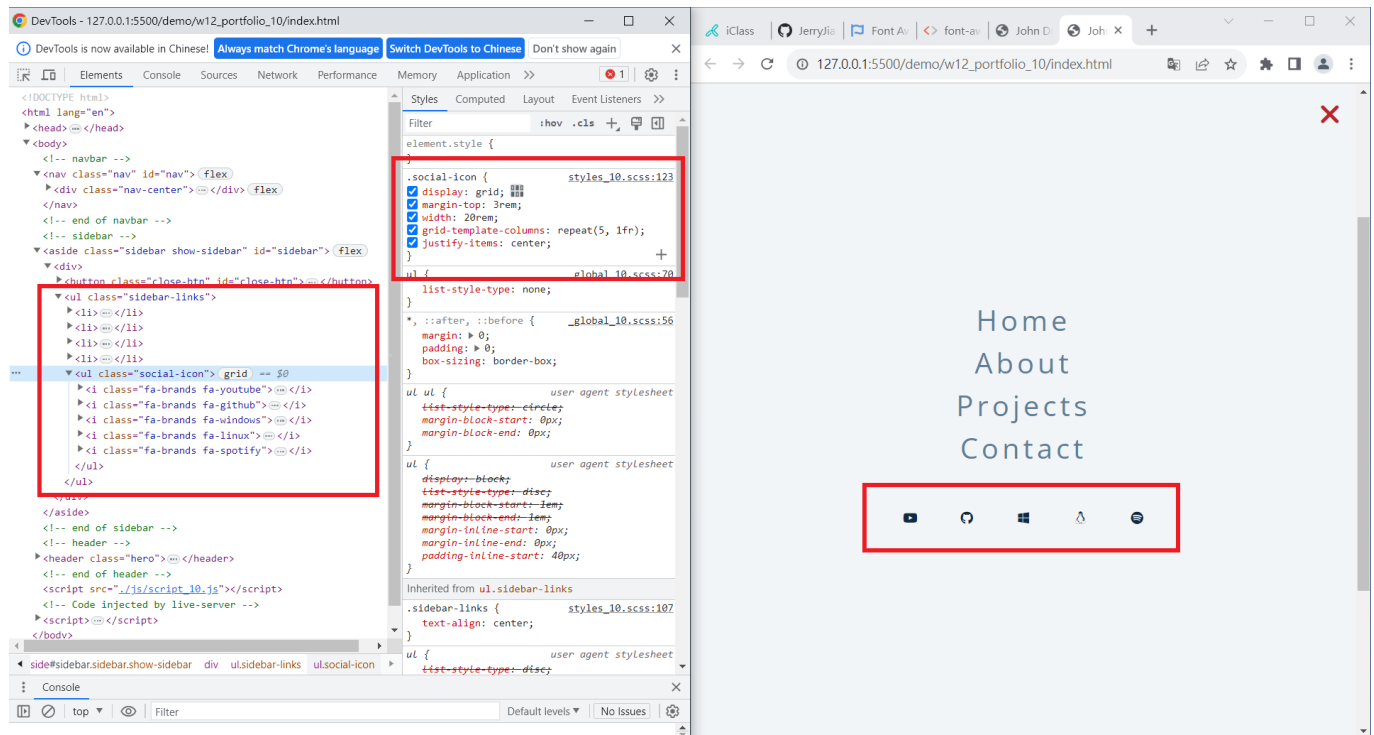 DevTools - 127.0.0.1:5500/demo/w12_portfolio_10/index.html
DevTools is now available in Chinese! Always match Chrome's language Switch DevTools to Chinese Don't show again
Elements Console Sources Network Performance Memory Application 1
<!DOCTYPE html>
<html lang="en">
<head> </head>
<body>
<!-- navbar -->
<nav class="nav" id="nav"> flex
<div class="nav-center"> </div> flex
</nav>
<!-- end of navbar -->
<!-- sidebar -->
<aside class="sidebar show-sidebar" id="sidebar"> flex
<div>
<button class="close-btn" id="close-btn"> </button>
<ul class="sidebar-links">
<li> </li>
<li> </li>
<li> </li>
<li> </li>
<ul class="social-icon"> grid == $0
<i class="fa-brands fa-youtube"> </i>
<i class="fa-brands fa-github"> </i>
<i class="fa-brands fa-windows"> </i>
<i class="fa-brands fa-linux"> </i>
<i class="fa-brands fa-spotify"> </i>
</ul>
</ul>
</div>
</aside>
<!-- end of sidebar -->
<!-- header -->
<header class="hero"> </header>
<!-- end of header -->
<script src="./js/script_10.js"></script>
<!-- Code injected by live-server -->
<script> </script>
</body>
side#sidebar.sidebar.show-sidebar div ul.sidebar-links ul.social-icon
Styles Computed Layout Event Listeners
Filter :hov .cls
element.style {
}
.social-icon { styles_10.scss:123
display: grid;
margin-top: 3rem;
width: 20rem;
grid-template-columns: repeat(5, 1fr);
justify-items: center;
}
ul { _global_10.scss:70
list-style-type: none;
}
*, ::after, ::before { _global_10.scss:56
margin: 0;
padding: 0;
box-sizing: border-box;
}
ul ul { user agent stylesheet
list-style-type: circle;
margin-block-start: 0px;
margin-block-end: 0px;
}
ul { user agent stylesheet
display: block;
list-style-type: disc;
margin-block-start: 1em;
margin-block-end: 1em;
margin-inline-start: 0px;
margin-inline-end: 0px;
padding-inline-start: 40px;
}
Inherited from ul.sidebar-links
.sidebar-links { styles_10.scss:107
text-align: center;
}
ul { user agent stylesheet
list-style-type: disc;
Console
top Filter Default levels No Issues
iClass JerryJia Font Aw font-aw John D Joh
127.0.0.1:5500/demo/w12_portfolio_10/index.html
Home
About
Projects
Contact